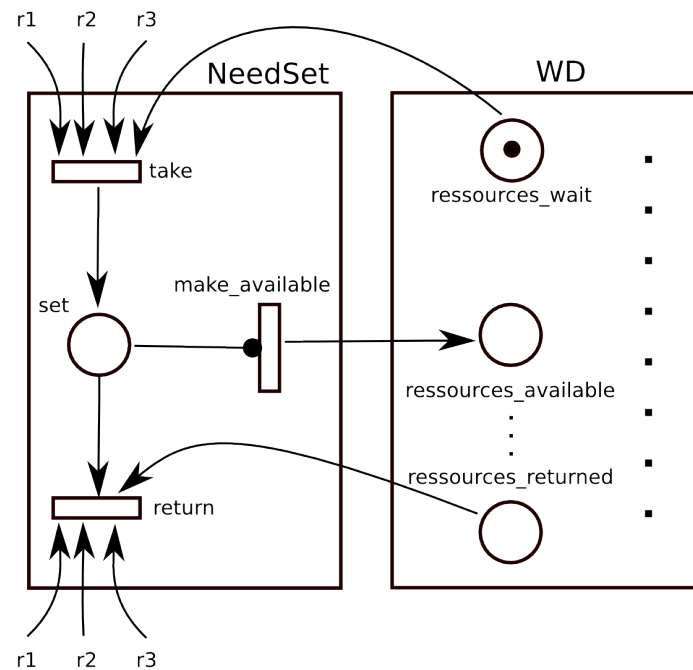 r1 r2 r3
NeedSet
WD
take
ressources_wait
make_available
set
ressources_available
ressources_returned
return
r1 r2 r3